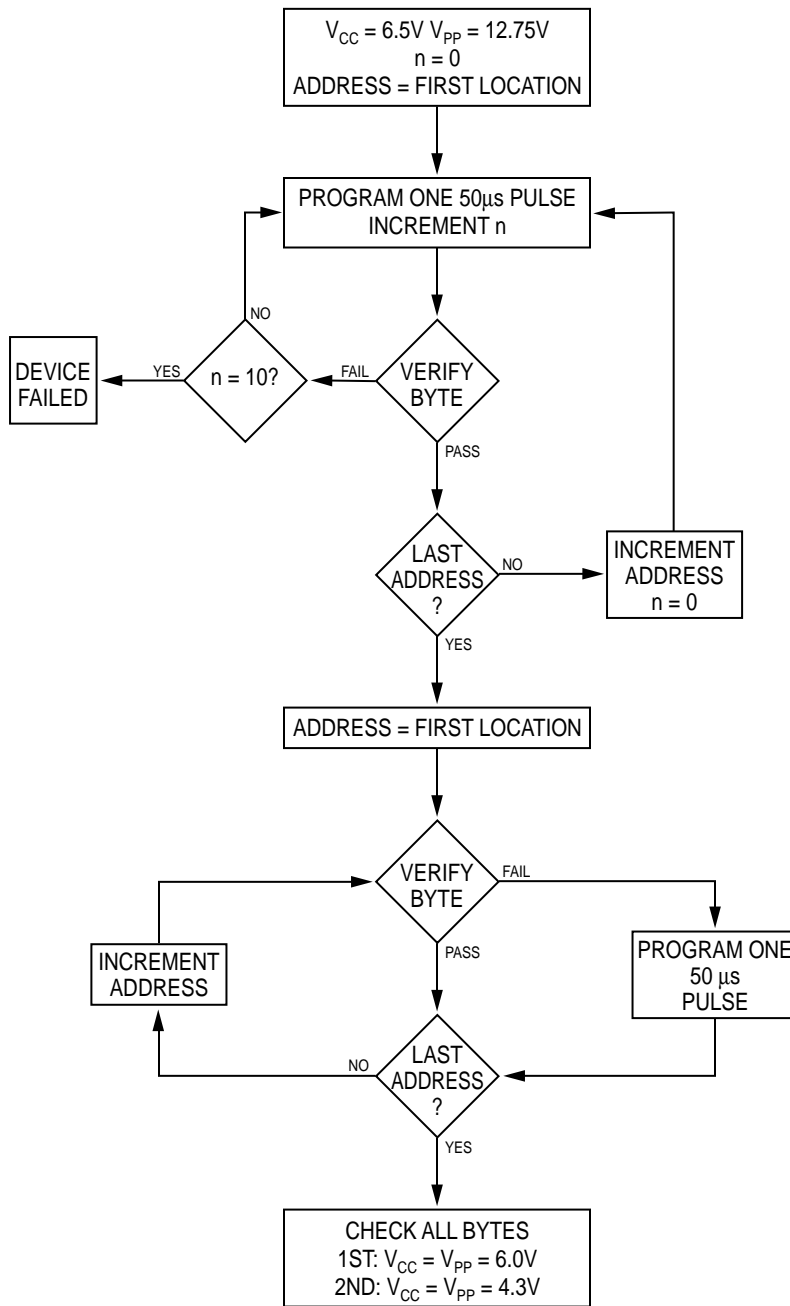 V_CC = 6.5V V_PP = 12.75V
n = 0
ADDRESS = FIRST LOCATION
PROGRAM ONE 50μs PULSE
INCREMENT n
NO
DEVICE
FAILED
YES
n = 10?
FAIL
VERIFY
BYTE
PASS
LAST
ADDRESS
?
NO
INCREMENT
ADDRESS
n = 0
YES
ADDRESS = FIRST LOCATION
VERIFY
BYTE
FAIL
PASS
INCREMENT
ADDRESS
PROGRAM ONE
50 μs
PULSE
NO
LAST
ADDRESS
?
YES
CHECK ALL BYTES
1ST: V_CC = V_PP = 6.0V
2ND: V_CC = V_PP = 4.3V